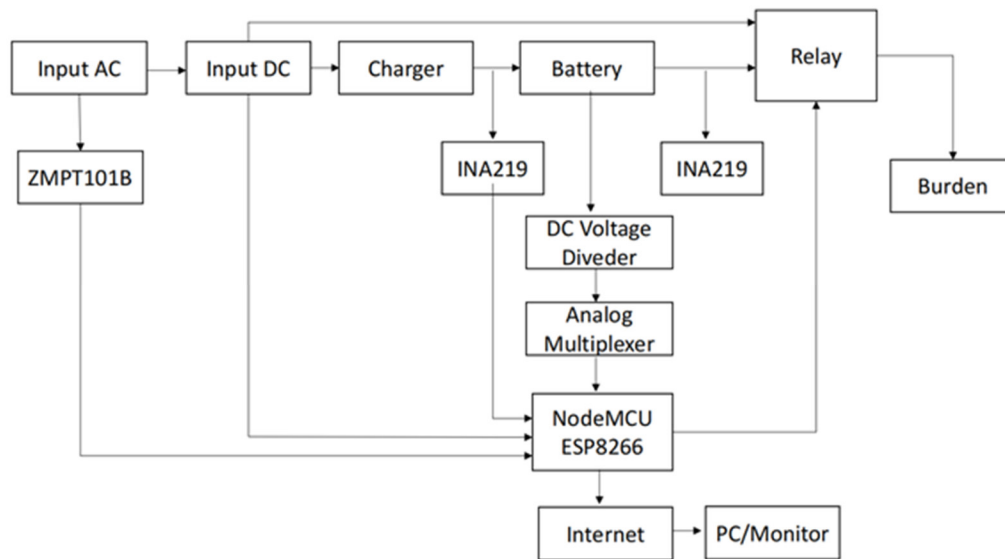 Input AC
Input DC
Charger
Battery
Relay
ZMPT101B
INA219
INA219
Burden
DC Voltage
Diveder
Analog
Multiplexer
NodeMCU
ESP8266
Internet
PC/Monitor